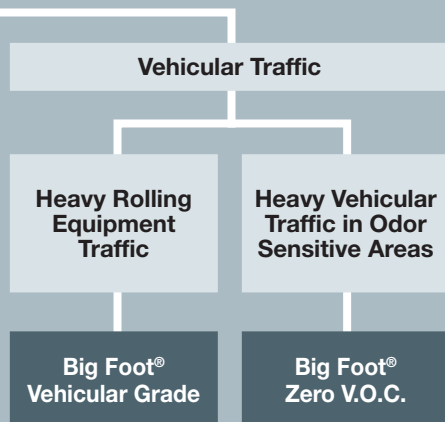 Vehicular Traffic
Heavy Rolling
Equipment
Traffic
Heavy Vehicular
Traffic in Odor
Sensitive Areas
Big Foot®
Vehicular Grade
Big Foot®
Zero V.O.C.